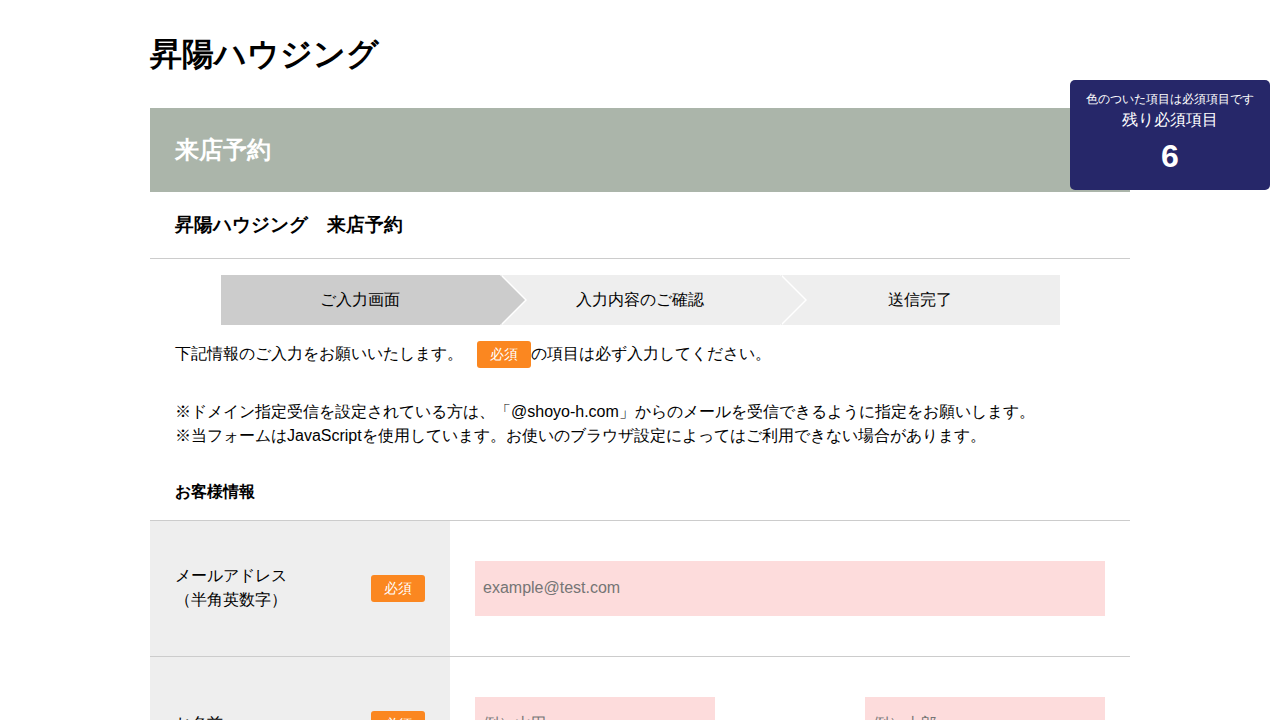 昇陽ハウジング
色のついた項目は必須項目です
残り必須項目
6
来店予約
昇陽ハウジング　来店予約
ご入力画面
入力内容のご確認
送信完了
下記情報のご入力をお願いいたします。 必須の項目は必ず入力してください。
※ドメイン指定受信を設定されている方は、「@shoyo-h.com」からのメールを受信できるように指定をお願いします。
※当フォームはJavaScriptを使用しています。お使いのブラウザ設定によってはご利用できない場合があります。
お客様情報
メールアドレス
（半角英数字）
必須
example@test.com